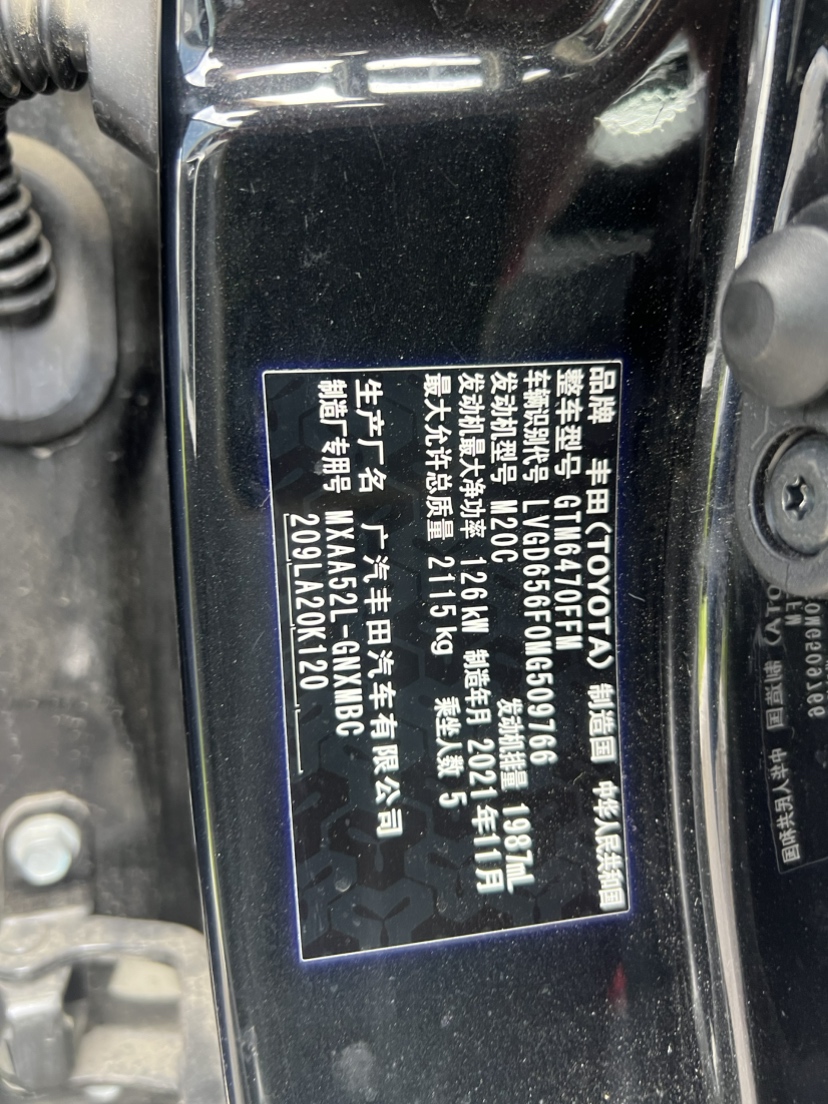 品牌 丰田(TOYOTA) 制造国 中华人民共和国
整车型号 GTM6470FFM
车辆识别代号 LVGD656F0MG509766
发动机型号 M20C 发动机排量 1987mL
发动机最大净功率 126kW 制造年月 2021年11月
最大允许总质量 2115kg 乘坐人数 5
生产厂名 广汽丰田汽车有限公司
制造厂专用号 MXAA52L-GNXMBC
209LA20K120